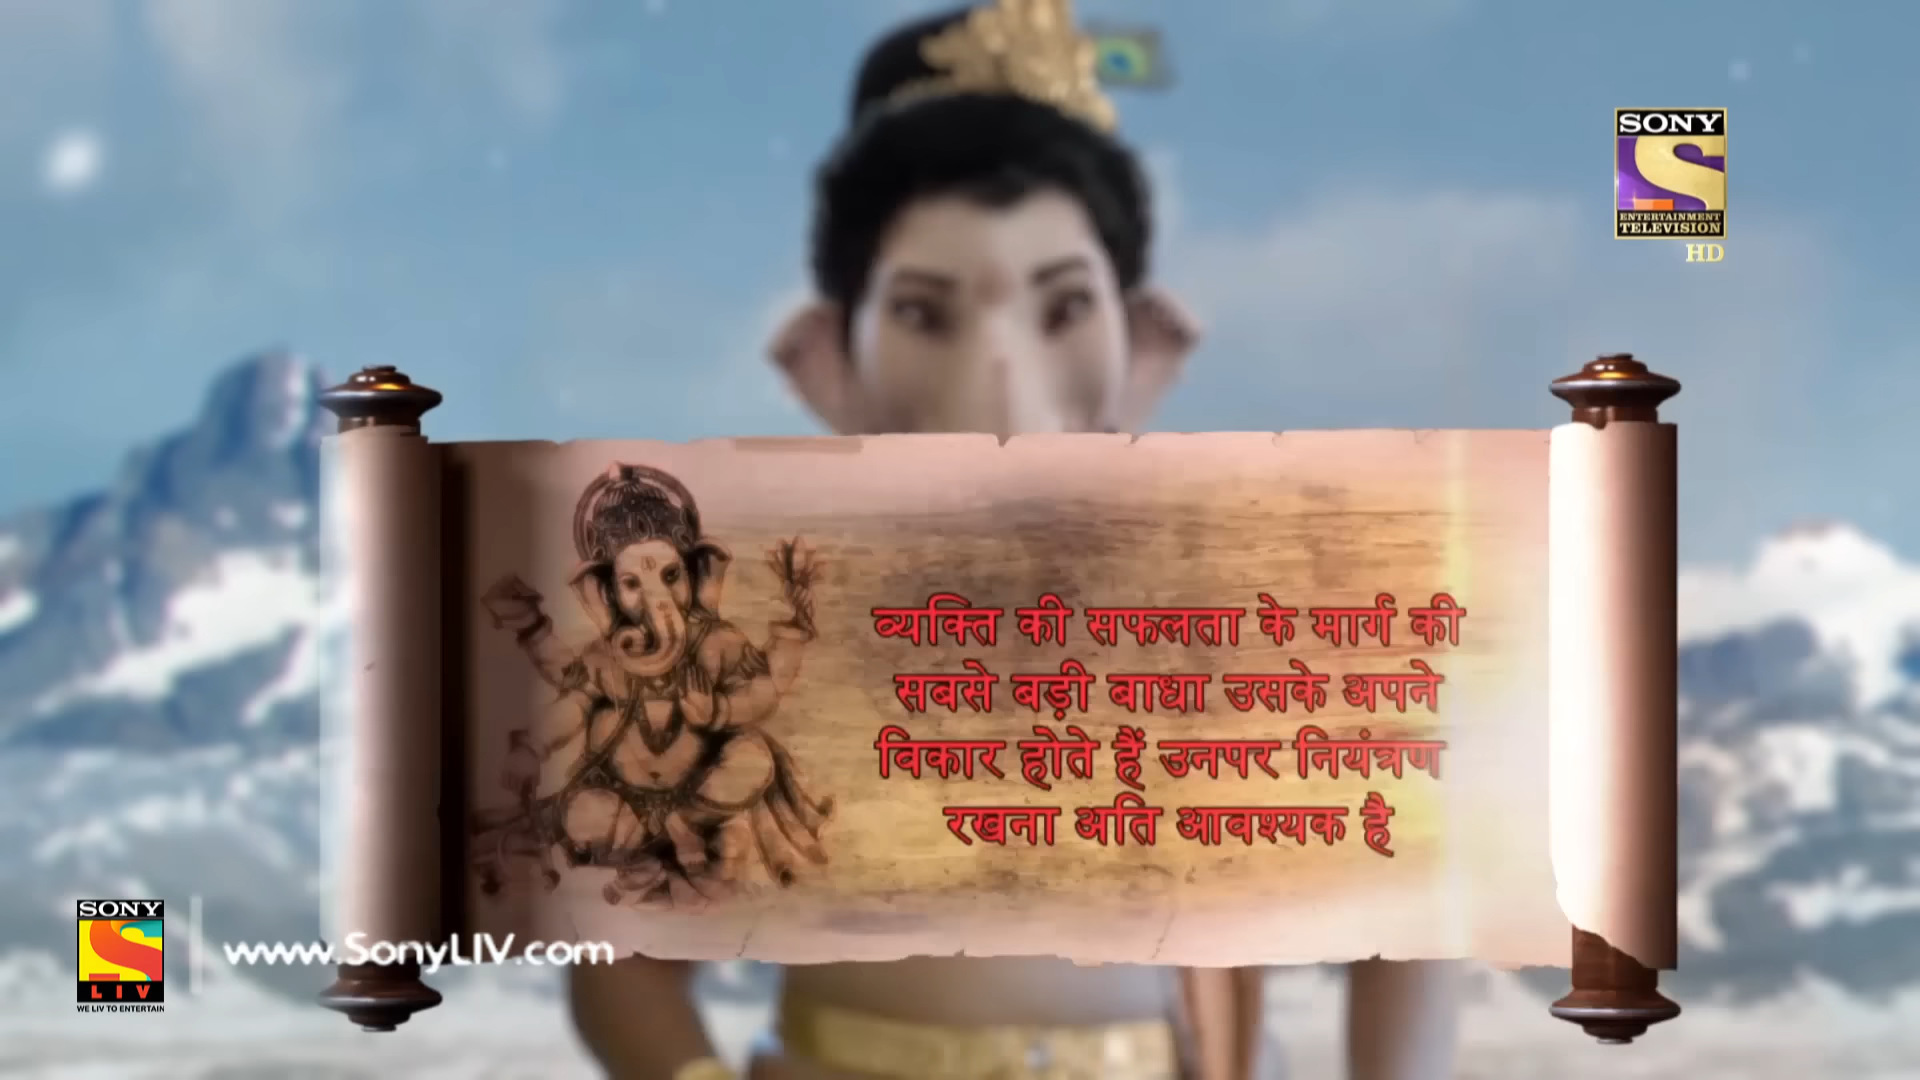 SONY
ENTERTAINMENT
TELEVISION
HD
व्यक्ति की सफलता के मार्ग की
सबसे बड़ी बाधा उसके अपने
विकार होते हैं उनपर नियंत्रण
रखना अति आवश्यक है
SONY
LIV
WE LIV TO ENTERTAIN
www.SonyLIV.com